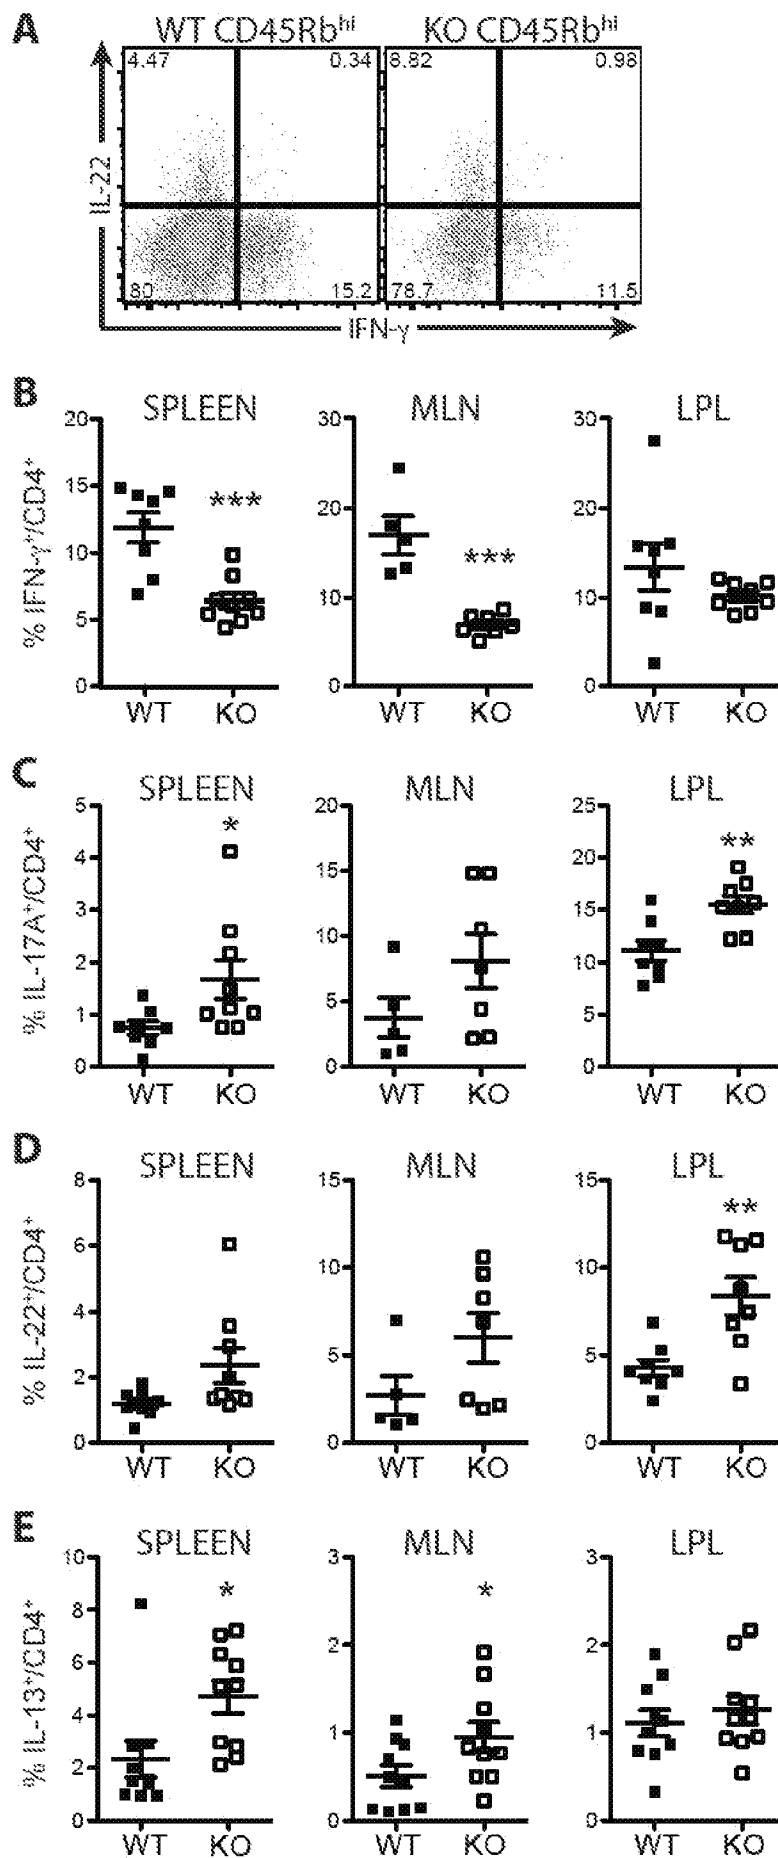 A
WT CD45Rbhi KO CD45Rbhi
4.47 0.34 8.82 0.98
IL-22
80 15.2 78.7 11.5
IFN-γ
B
SPLEEN MLN LPL
% IFN-γ+/CD4+
20 15 10 5 0
***
30 20 10 0
***
30 20 10 0
WT KO WT KO WT KO
C
SPLEEN MLN LPL
% IL-17A+/CD4+
5 4 3 2 1 0
*
20 15 10 5 0
25 20 15 10 5 0
**
WT KO WT KO WT KO
D
SPLEEN MLN LPL
% IL-22+/CD4+
8 6 4 2 0
15 10 5 0
15 10 5 0
**
WT KO WT KO WT KO
E
SPLEEN MLN LPL
% IL-13+/CD4+
10 8 6 4 2 0
*
3 2 1 0
*
3 2 1 0
WT KO WT KO WT KO